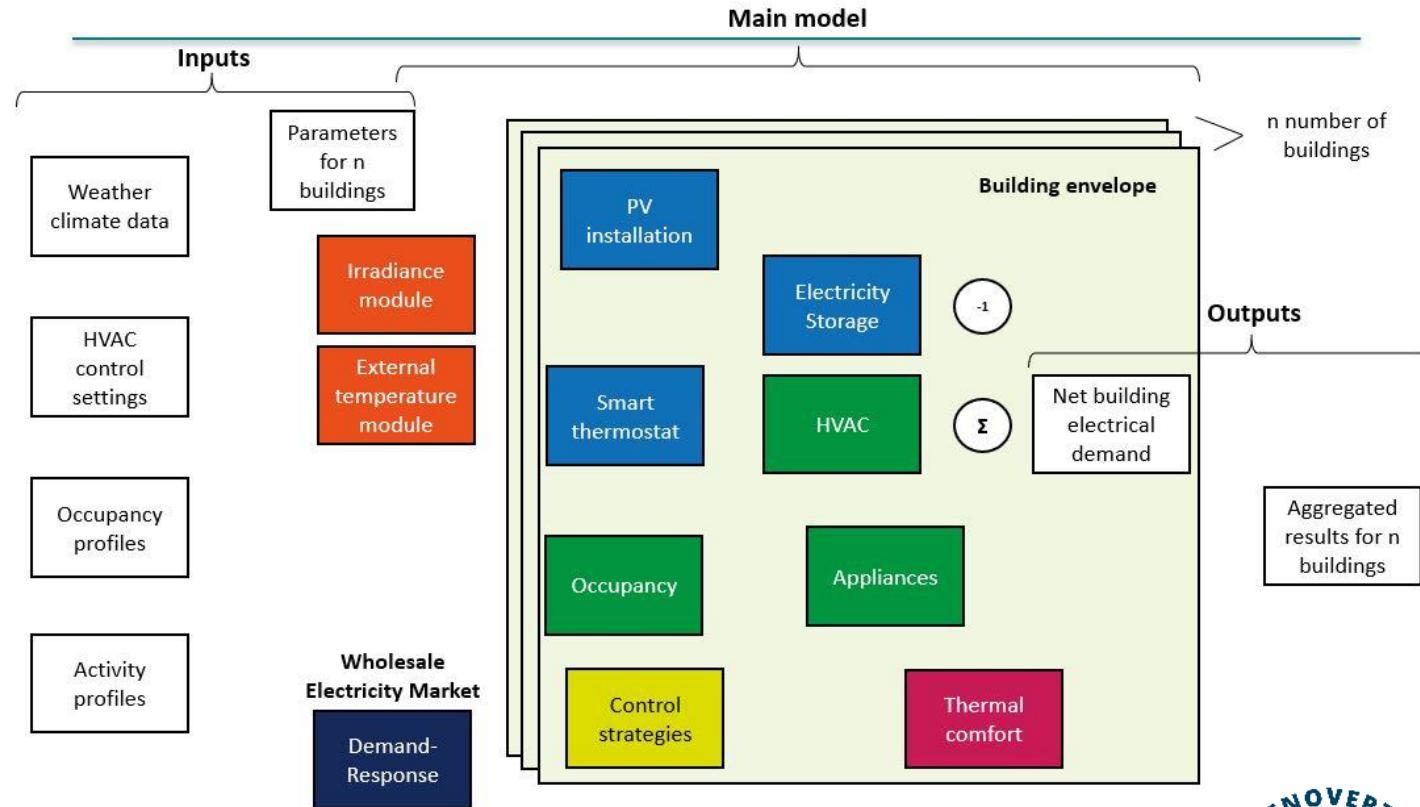 Main model
Inputs
Parameters
for n
buildings
n number of
buildings
Weather
climate data
Building envelope
PV
installation
Irradiance
module
Electricity
Storage
-1
Outputs
HVAC
control
settings
External
temperature
module
Smart
thermostat
HVAC
Σ
Net building
electrical
demand
Occupancy
profiles
Aggregated
results for n
buildings
Occupancy
Appliances
Activity
profiles
Wholesale
Electricity Market
Control
strategies
Thermal
comfort
Demand-
Response